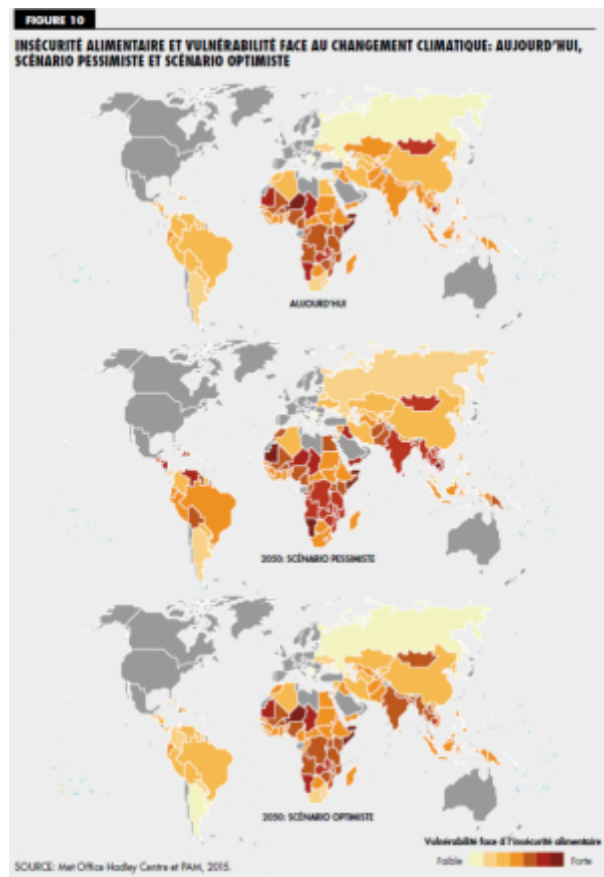 FIGURE 10
INSÉCURITÉ ALIMENTAIRE ET VULNÉRABILITÉ FACE AU CHANGEMENT CLIMATIQUE: AUJOURD'HUI,
SCÉNARIO PESSIMISTE ET SCÉNARIO OPTIMISTE
AUJOURD'HUI
2050: SCÉNARIO PESSIMISTE
2050: SCÉNARIO OPTIMISTE
Vulnérabilité face à l'insécurité alimentaire
Faible Forte
SOURCE: Met Office Hadley Centre et PAM, 2015.